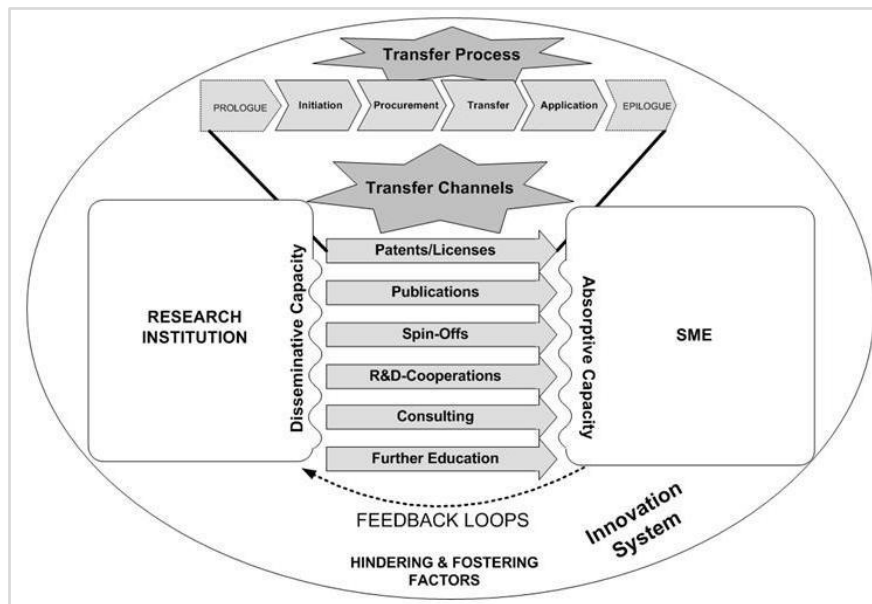 Transfer Process
PROLOGUE
Initiation
Procurement
Transfer
Application
EPILOGUE
Transfer Channels
RESEARCH
INSTITUTION
Disseminative Capacity
Patents/Licenses
Publications
Spin-Offs
R&D-Cooperations
Consulting
Further Education
Absorptive Capacity
SME
FEEDBACK LOOPS
Innovation
System
HINDERING & FOSTERING
FACTORS